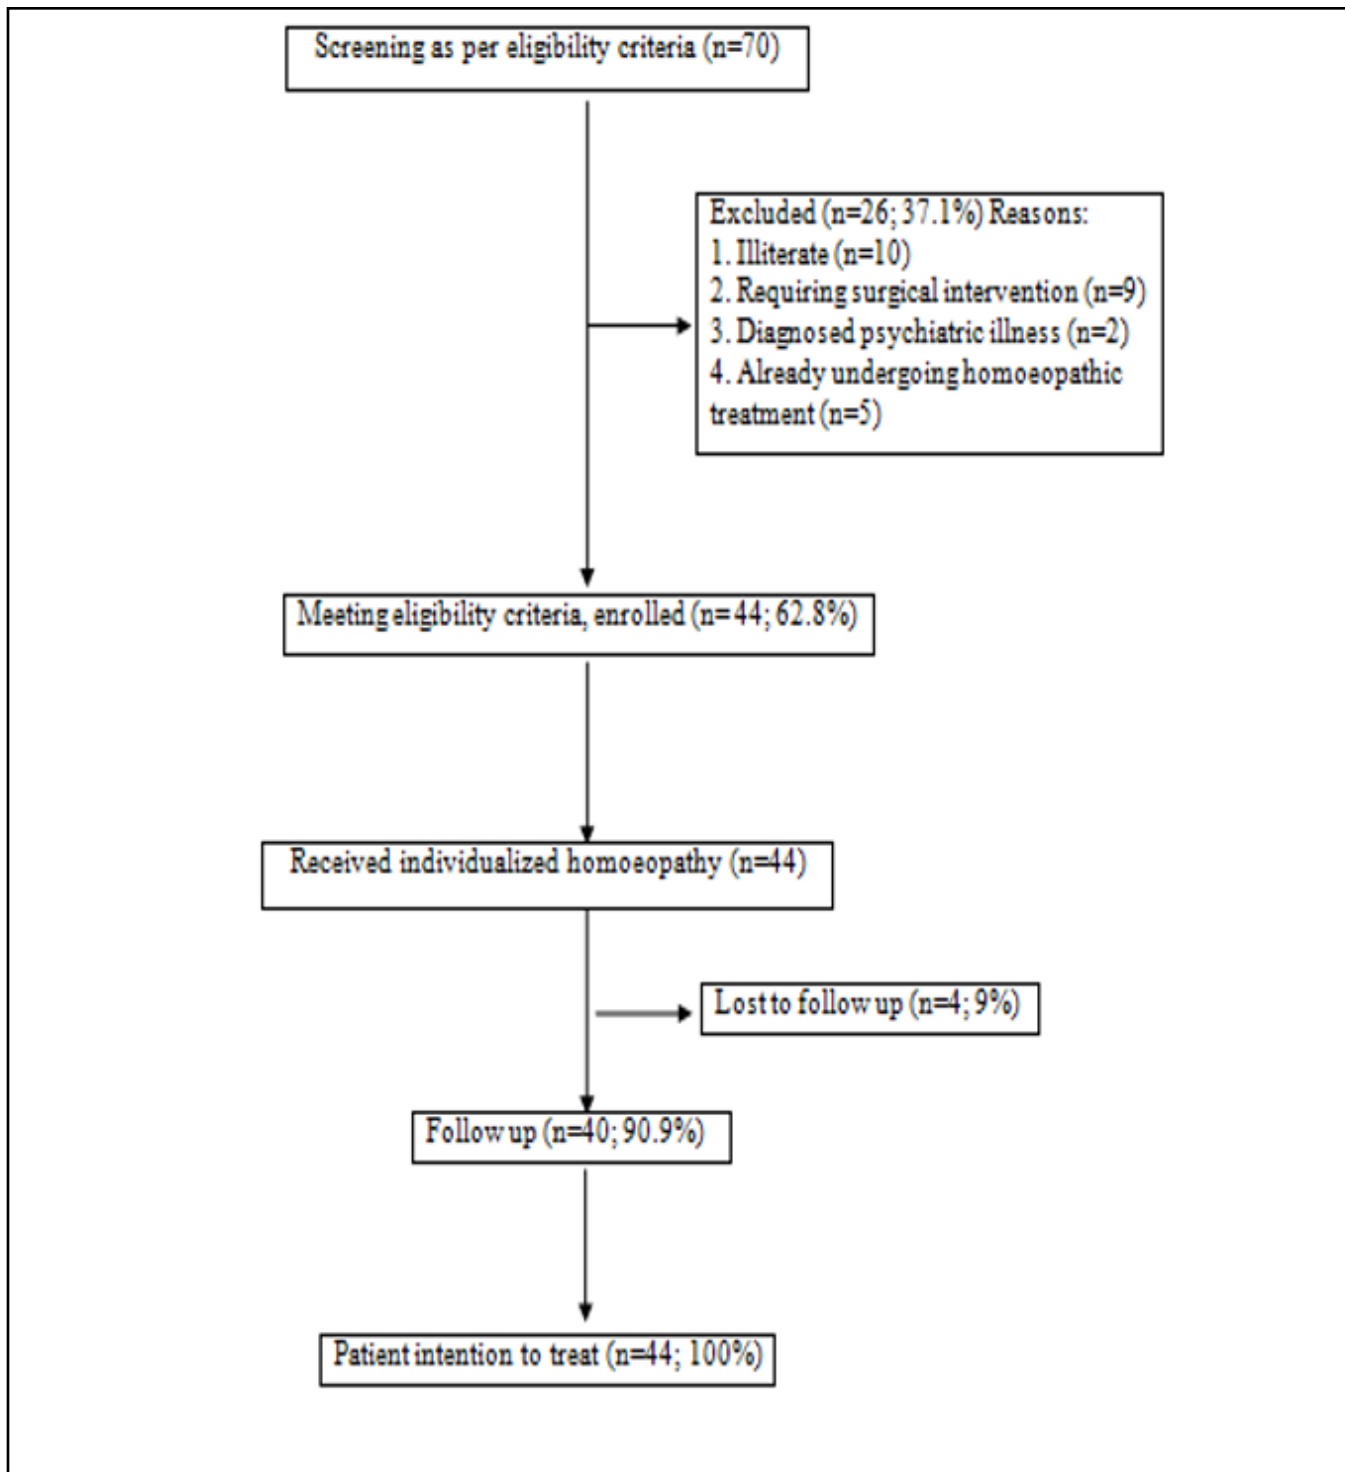 Screening as per eligibility criteria (n=70)
Excluded (n=26; 37.1%) Reasons:
1. Illiterate (n=10)
2. Requiring surgical intervention (n=9)
3. Diagnosed psychiatric illness (n=2)
4. Already undergoing homoeopathic
treatment (n=5)
Meeting eligibility criteria, enrolled (n= 44; 62.8%)
Received individualized homoeopathy (n=44)
Lost to follow up (n=4; 9%)
Follow up (n=40; 90.9%)
Patient intention to treat (n=44; 100%)